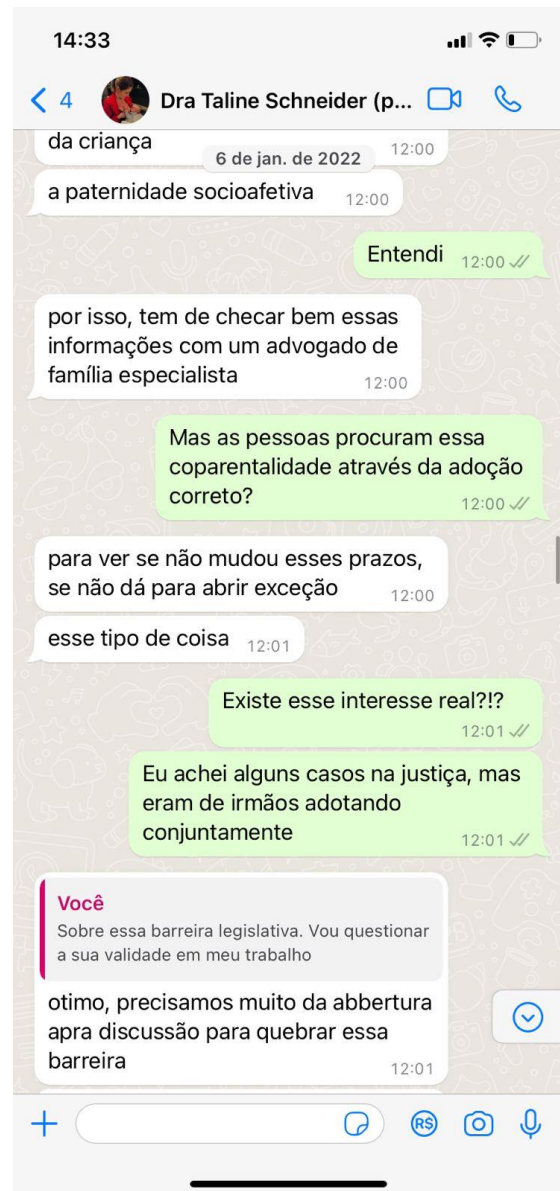 14:33
4
Dra Taline Schneider (p...
da criança
12:00
6 de jan. de 2022
a paternidade socioafetiva
12:00
Entendi
12:00
por isso, tem de checar bem essas
informações com um advogado de
família especialista
12:00
Mas as pessoas procuram essa
coparentalidade através da adoção
correto?
12:00
para ver se não mudou esses prazos,
se não dá para abrir exceção
12:00
esse tipo de coisa
12:01
Existe esse interesse real?!?
12:01
Eu achei alguns casos na justiça, mas
eram de irmãos adotando
conjuntamente
12:01
Você
Sobre essa barreira legislativa. Vou questionar
a sua validade em meu trabalho
otimo, precisamos muito da abbertura
apra discussão para quebrar essa
barreira
12:01
R$